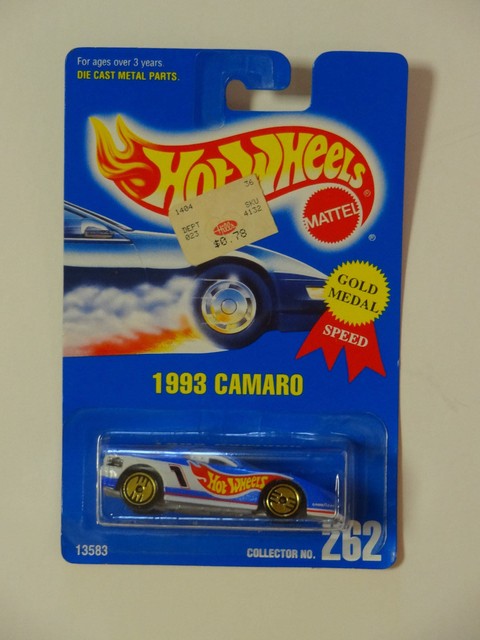 For ages over 3 years.
DIE CAST METAL PARTS.
HOT WHEELS
®
MATTEL
®
1404 36
DEPT SKU
023 4132
$0.78
GOLD
MEDAL
SPEED
1993 CAMARO
1
HOT WHEELS
13583
COLLECTOR NO. 262